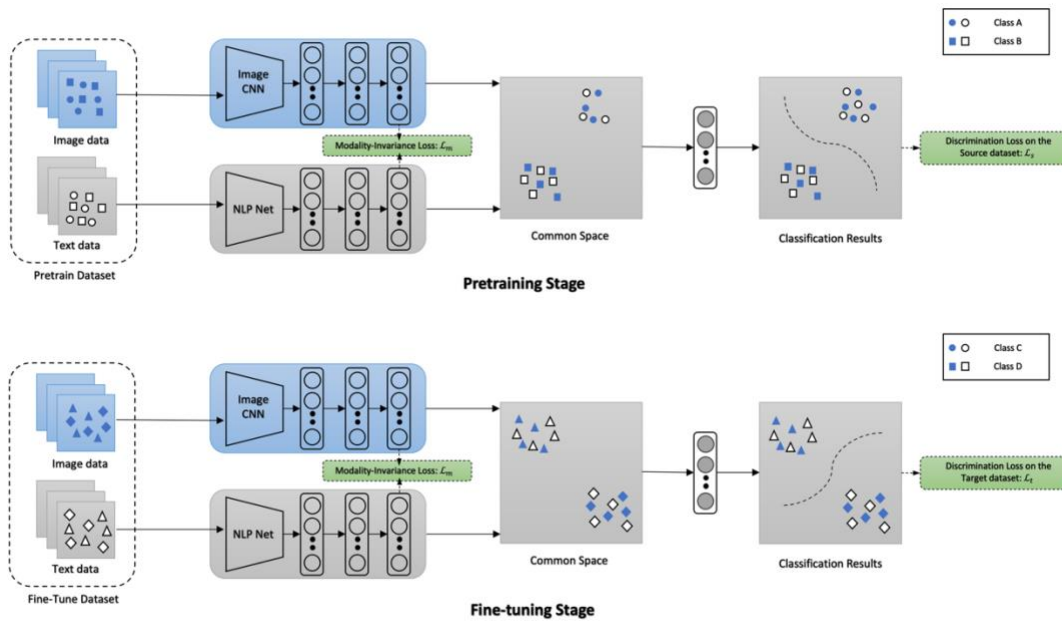 Class A
Class B
Image
CNN
Image data
Modality-Invariance Loss: ℒm
Discrimination Loss on the
Source dataset: ℒs
NLP Net
Text data
Common Space
Classification Results
Pretrain Dataset
Pretraining Stage
Class C
Class D
Image
CNN
Image data
Modality-Invariance Loss: ℒm
Discrimination Loss on the
Target dataset: ℒt
NLP Net
Text data
Common Space
Classification Results
Fine-Tune Dataset
Fine-tuning Stage